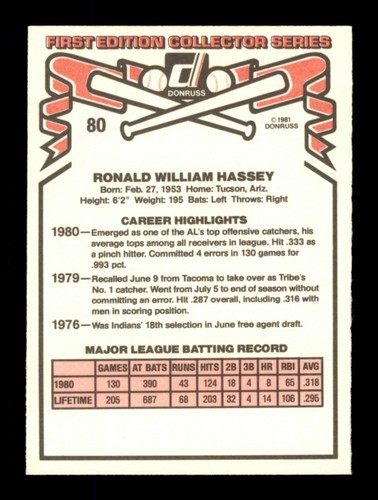 FIRST EDITION COLLECTOR SERIES
DONRUSS
80
© 1981
DONRUSS
RONALD WILLIAM HASSEY
Born: Feb. 27, 1953 Home: Tucson, Ariz.
Height: 6'2" Weight: 195 Bats: Left Throws: Right
CAREER HIGHLIGHTS
1980—Emerged as one of the AL's top offensive catchers, his
average tops among all receivers in league. Hit .333 as
a pinch hitter. Committed 4 errors in 130 games for
.993 pct.
1979—Recalled June 9 from Tacoma to take over as Tribe's
No. 1 catcher. Went from July 5 to end of season without
committing an error. Hit .287 overall, including .316 with
men in scoring position.
1976—Was Indians' 18th selection in June free agent draft.
MAJOR LEAGUE BATTING RECORD
GAMES AT BATS RUNS HITS 2B 3B HR RBI AVG
1980 130 390 43 124 18 4 8 65 .318
LIFETIME 205 687 68 203 32 4 14 106 .295